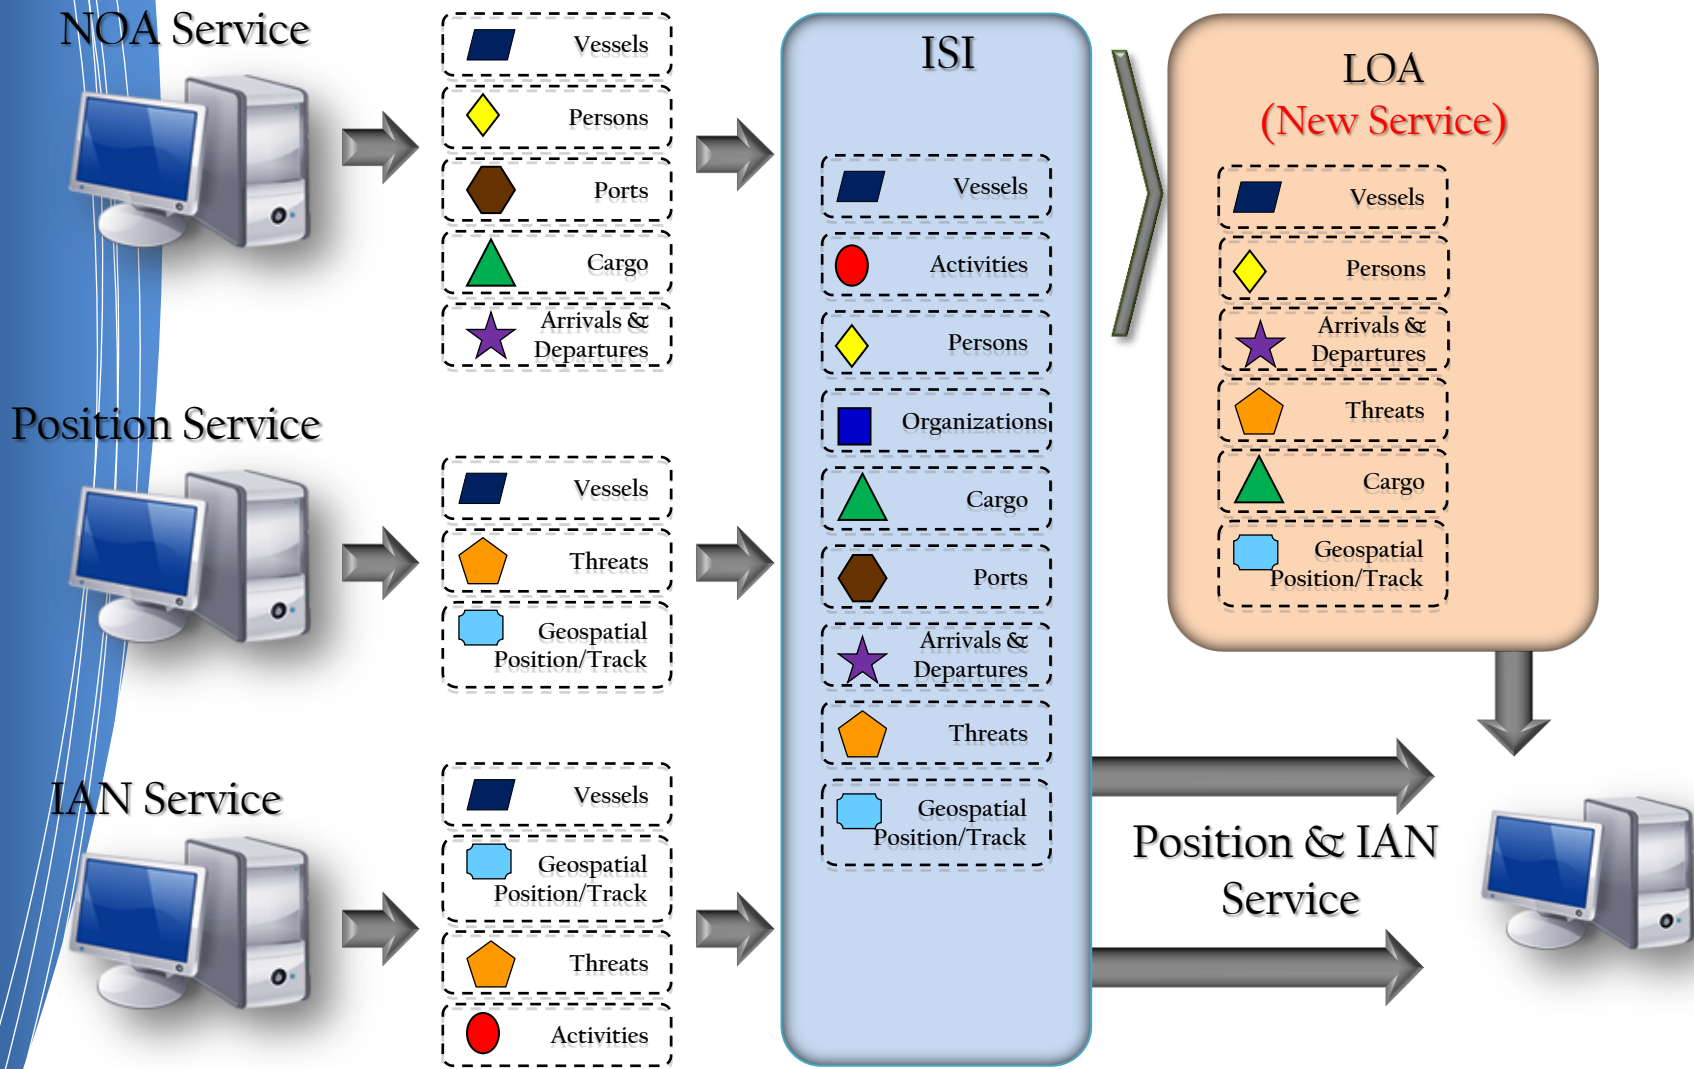 NOA Service
Vessels
Persons
Ports
Cargo
Arrivals &
Departures
Position Service
Vessels
Threats
Geospatial
Position/Track
IAN Service
Vessels
Geospatial
Position/Track
Threats
Activities
ISI
Vessels
Activities
Persons
Organizations
Cargo
Ports
Arrivals &
Departures
Threats
Geospatial
Position/Track
LOA
(New Service)
Vessels
Persons
Arrivals &
Departures
Threats
Cargo
Geospatial
Position/Track
Position & IAN
Service